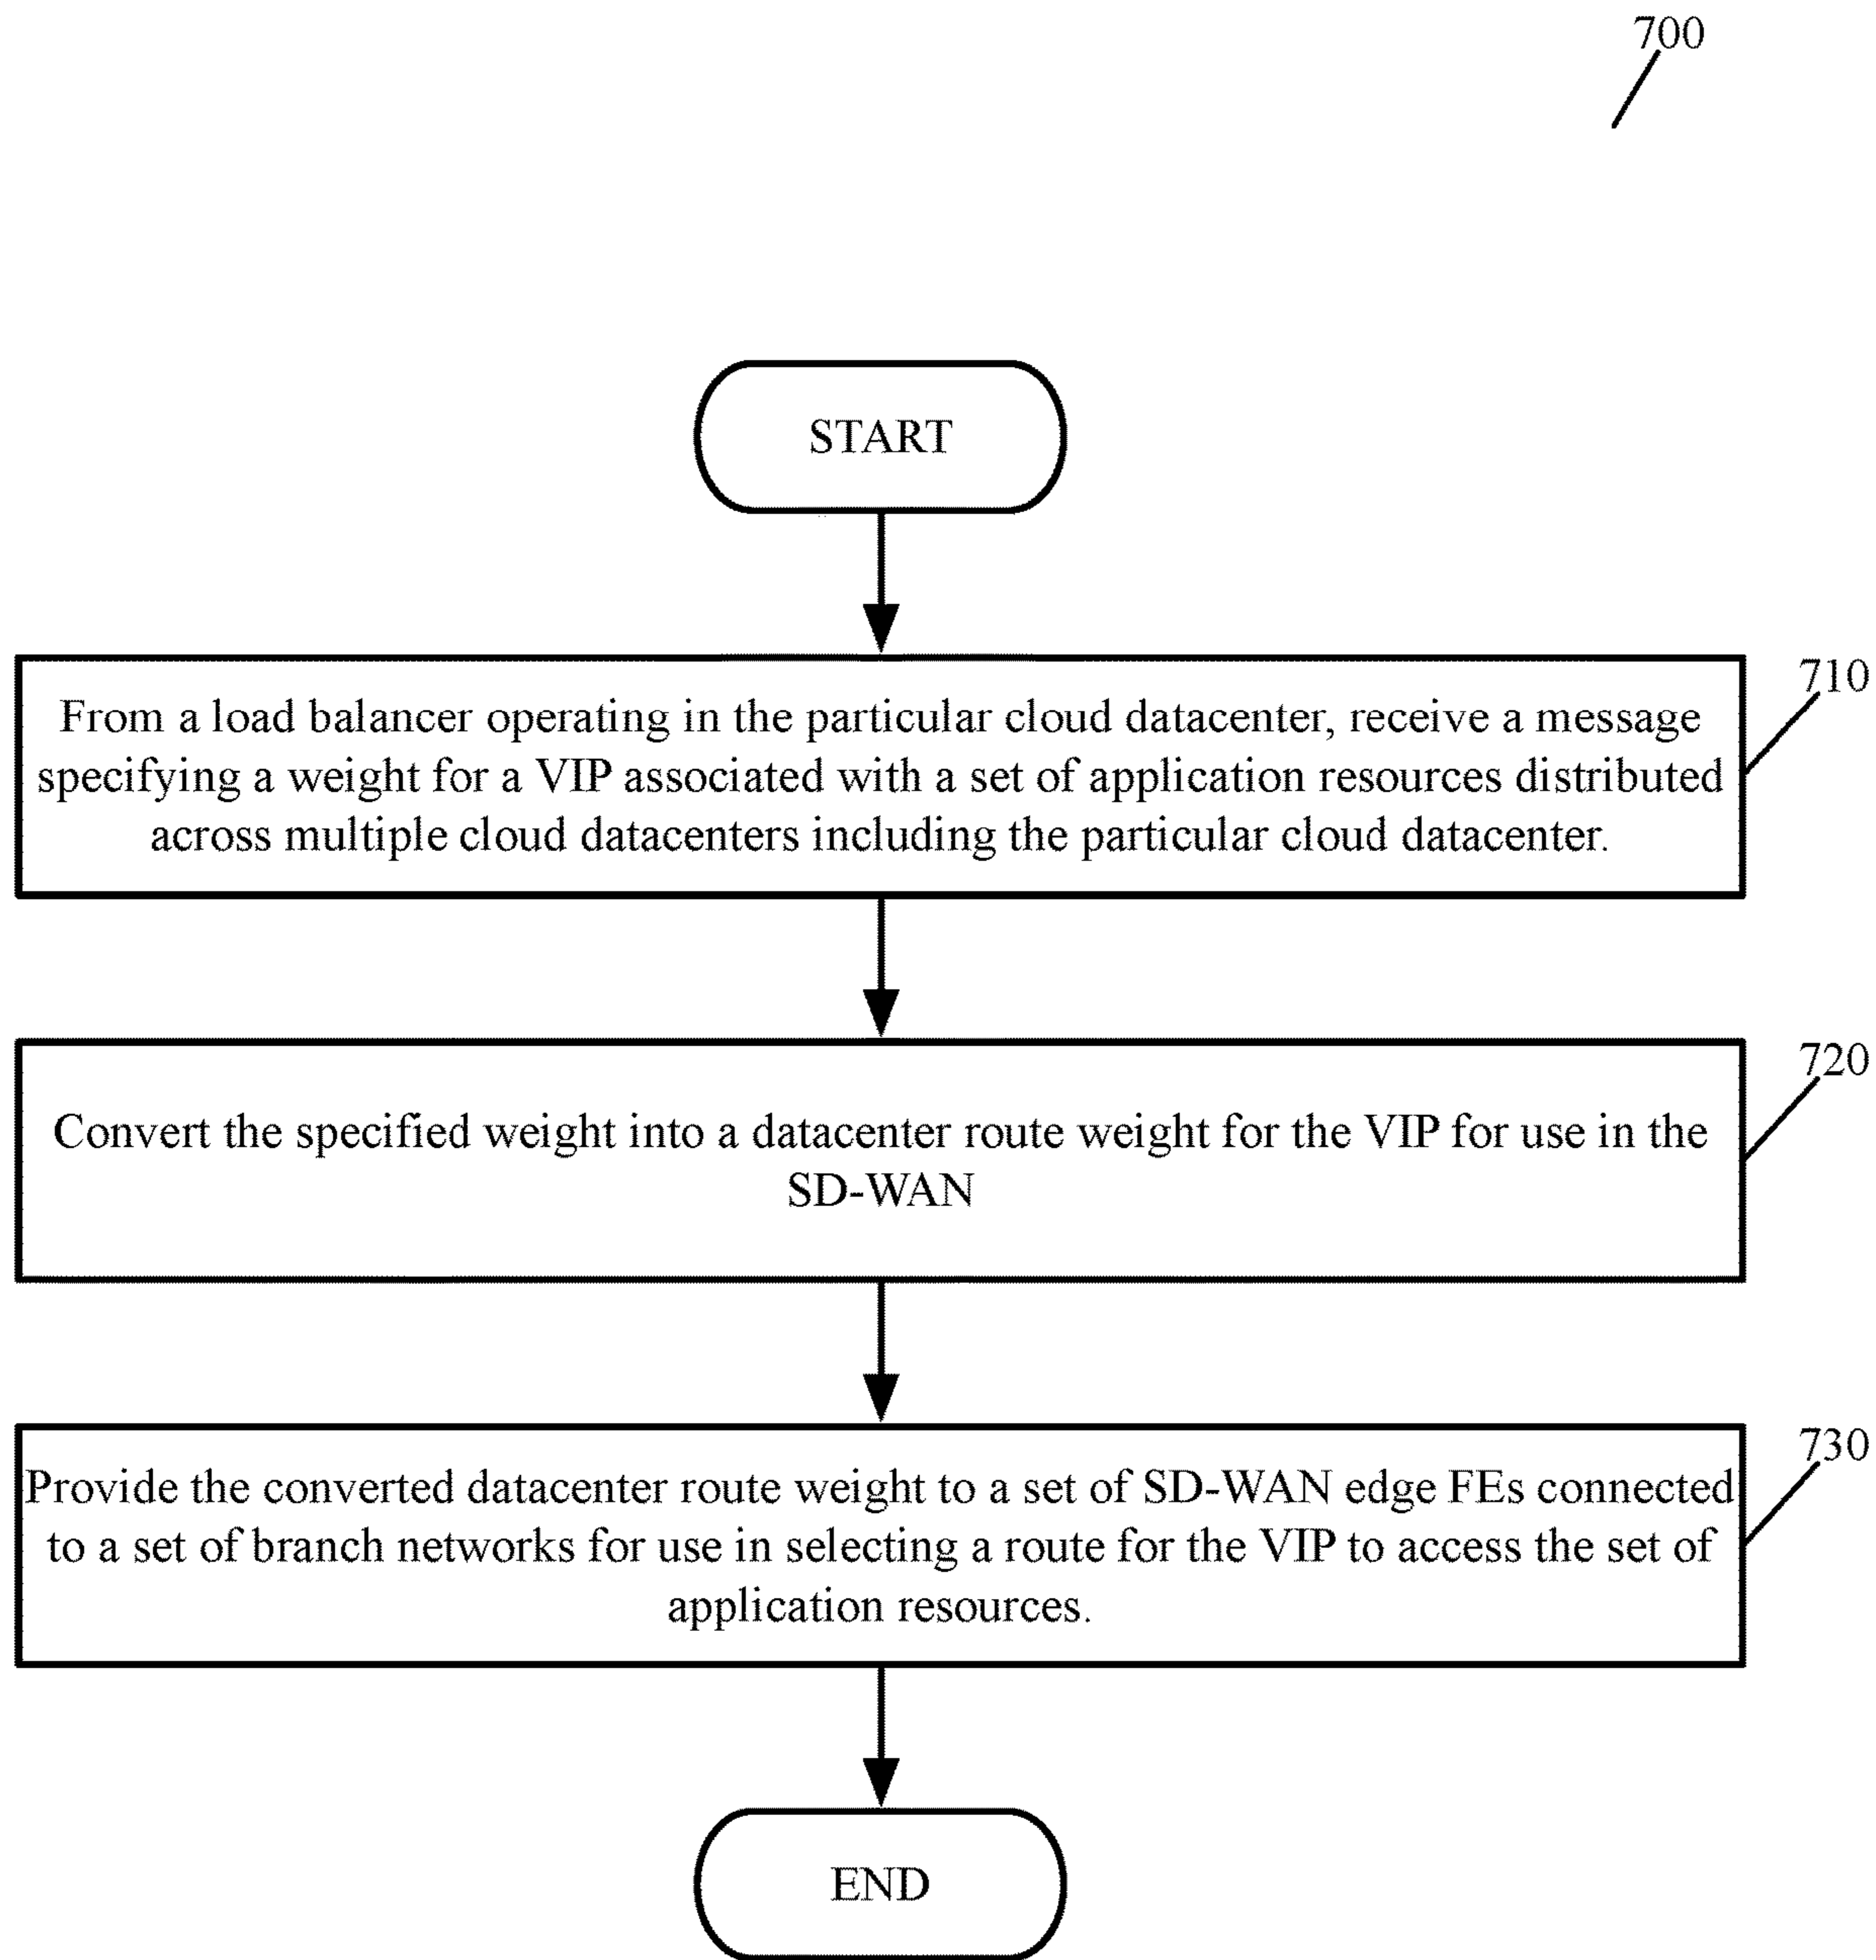 700
START
710
From a load balancer operating in the particular cloud datacenter, receive a message
specifying a weight for a VIP associated with a set of application resources distributed
across multiple cloud datacenters including the particular cloud datacenter.
720
Convert the specified weight into a datacenter route weight for the VIP for use in the
SD-WAN
730
Provide the converted datacenter route weight to a set of SD-WAN edge FEs connected
to a set of branch networks for use in selecting a route for the VIP to access the set of
application resources.
END